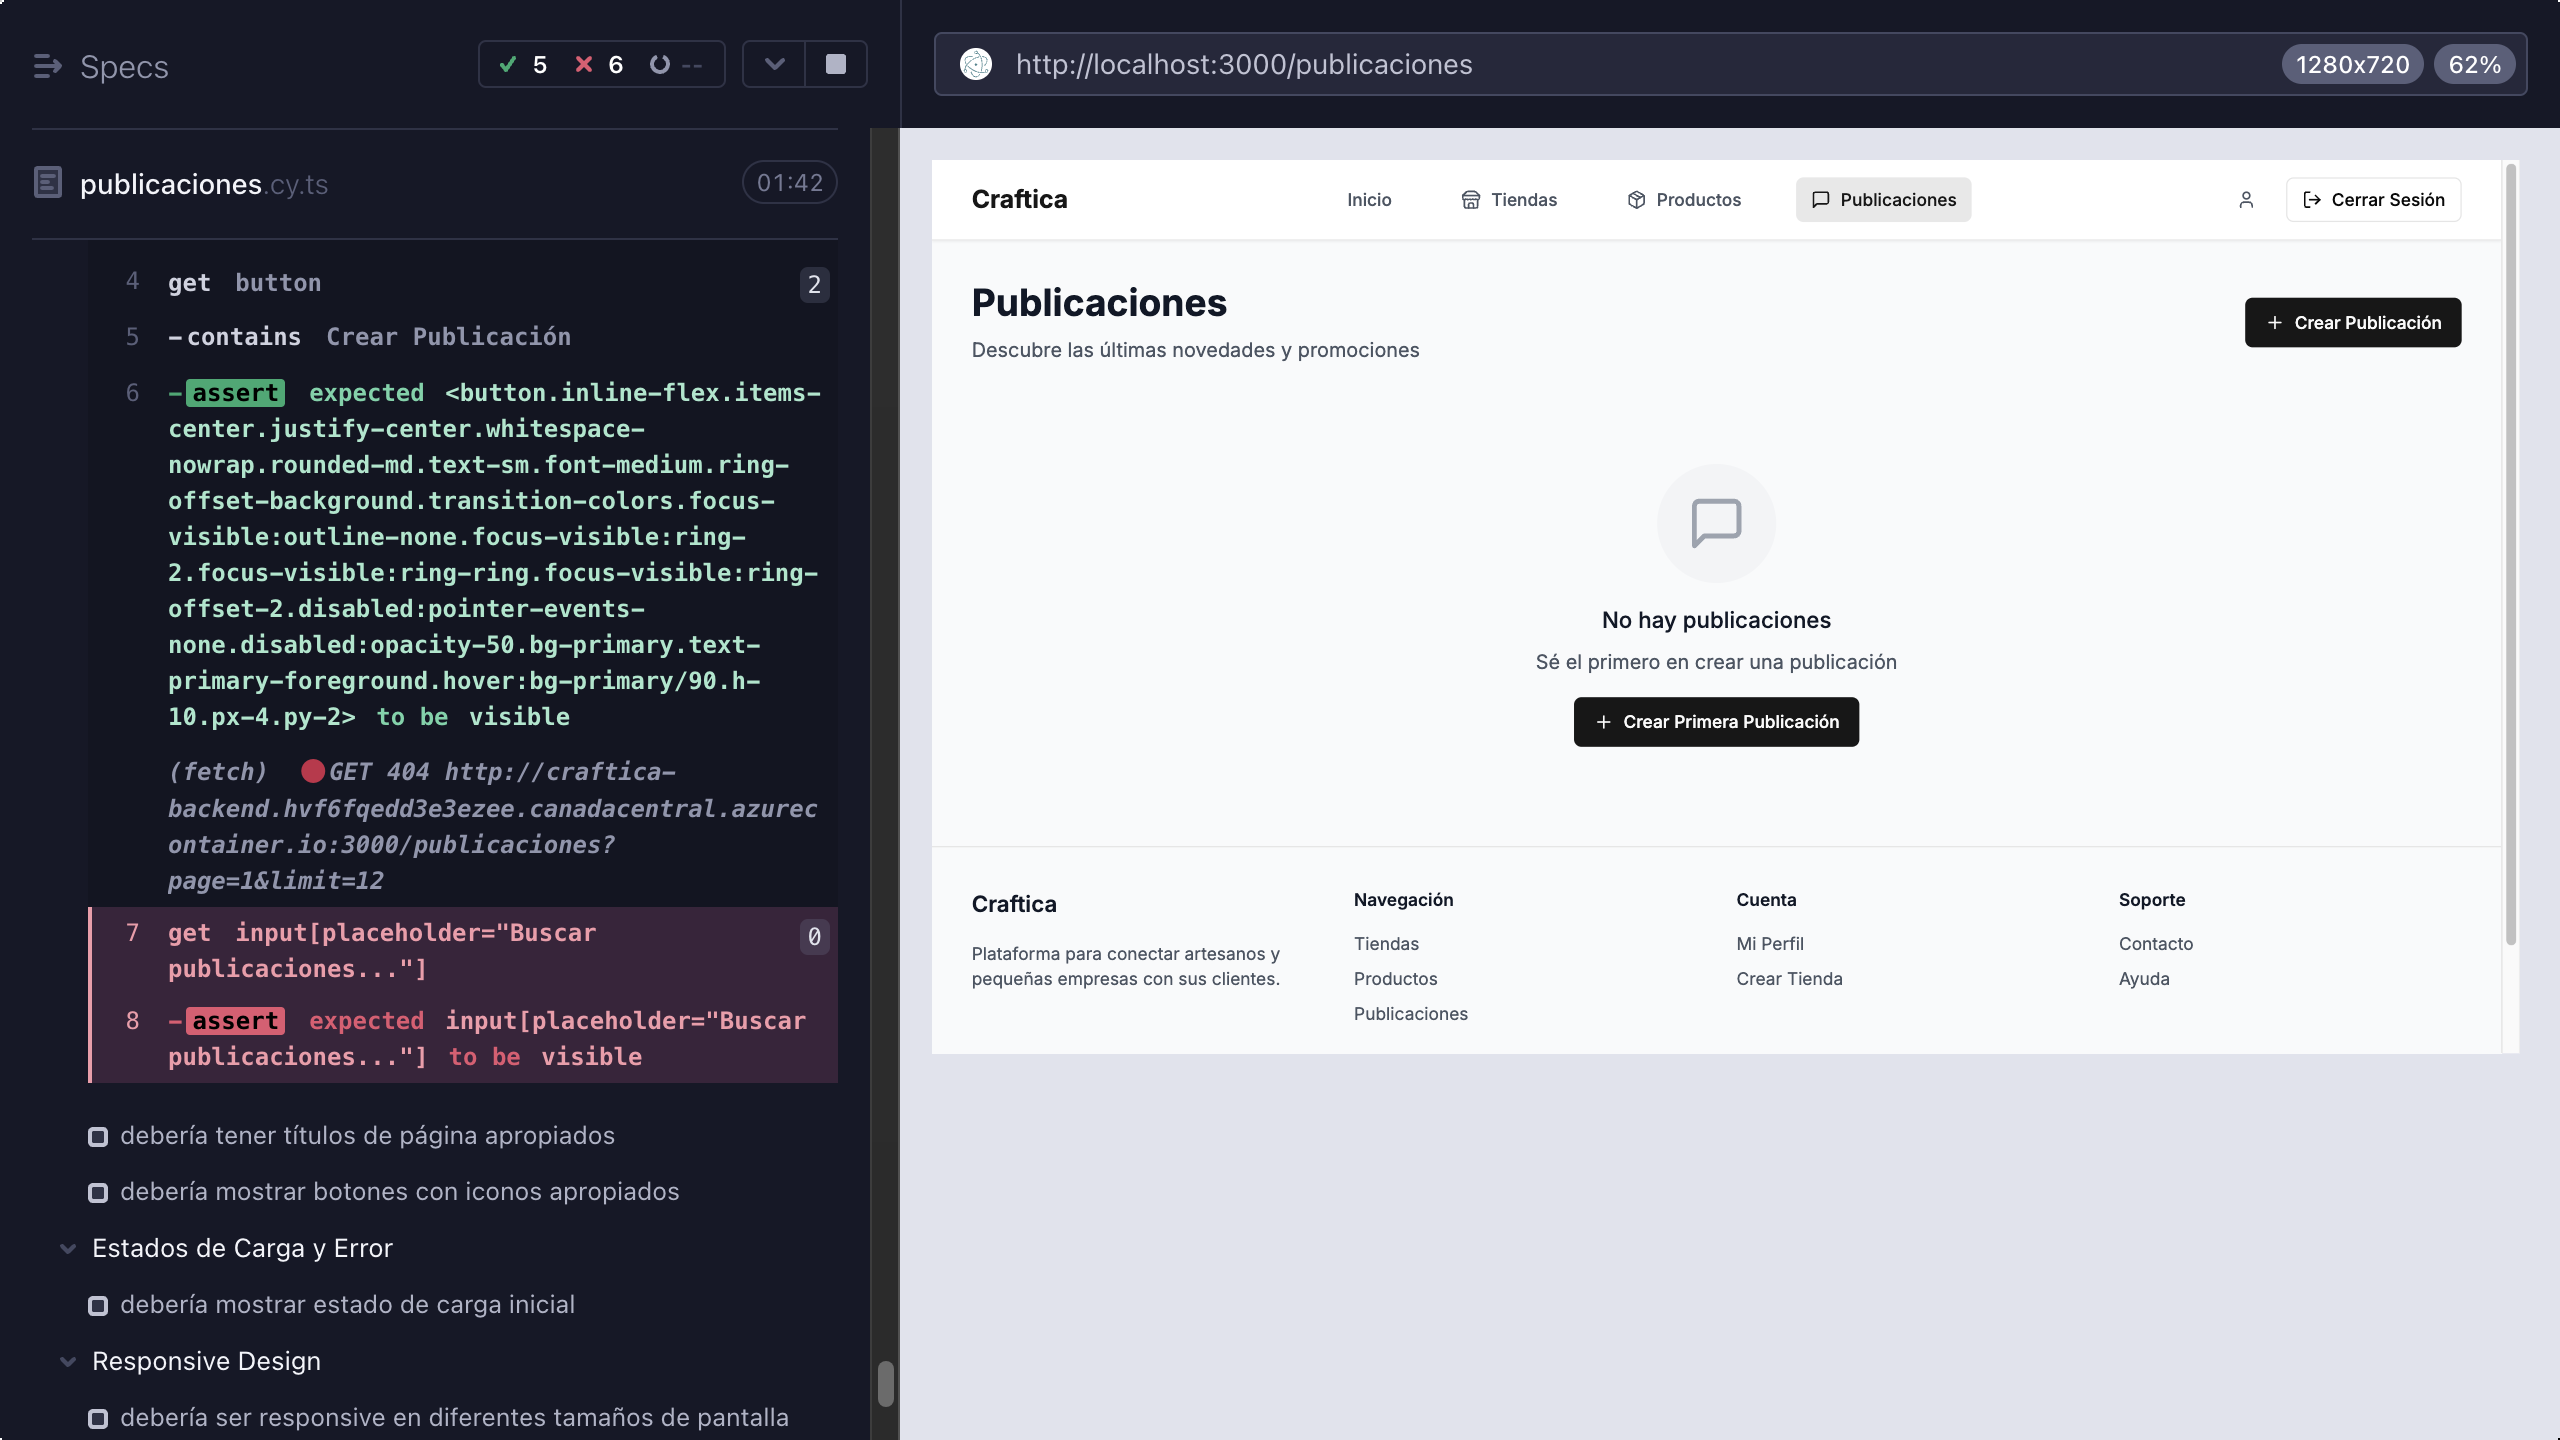 Specs
5 6 --
publicaciones.cy.ts 01:42
4 get button 2
5 -contains Crear Publicación
6 -assert expected <button.inline-flex.items-
center.justify-center.whitespace-
nowrap.rounded-md.text-sm.font-medium.ring-
offset-background.transition-colors.focus-
visible:outline-none.focus-visible:ring-
2.focus-visible:ring-ring.focus-visible:ring-
offset-2.disabled:pointer-events-
none.disabled:opacity-50.bg-primary.text-
primary-foreground.hover:bg-primary/90.h-
10.px-4.py-2> to be visible
(fetch) GET 404 http://craftica-
backend.hvf6fqedd3e3ezee.canadacentral.azurec
ontainer.io:3000/publicaciones?
page=1&limit=12
7 get input[placeholder="Buscar 0
publicaciones..."]
8 -assert expected input[placeholder="Buscar
publicaciones..."] to be visible
debería tener títulos de página apropiados
debería mostrar botones con iconos apropiados
Estados de Carga y Error
debería mostrar estado de carga inicial
Responsive Design
debería ser responsive en diferentes tamaños de pantalla
http://localhost:3000/publicaciones 1280x720 62%
Craftica Inicio Tiendas Productos Publicaciones Cerrar Sesión
Publicaciones
Descubre las últimas novedades y promociones
+ Crear Publicación
No hay publicaciones
Sé el primero en crear una publicación
+ Crear Primera Publicación
Craftica
Plataforma para conectar artesanos y
pequeñas empresas con sus clientes.
Navegación
Tiendas
Productos
Publicaciones
Cuenta
Mi Perfil
Crear Tienda
Soporte
Contacto
Ayuda